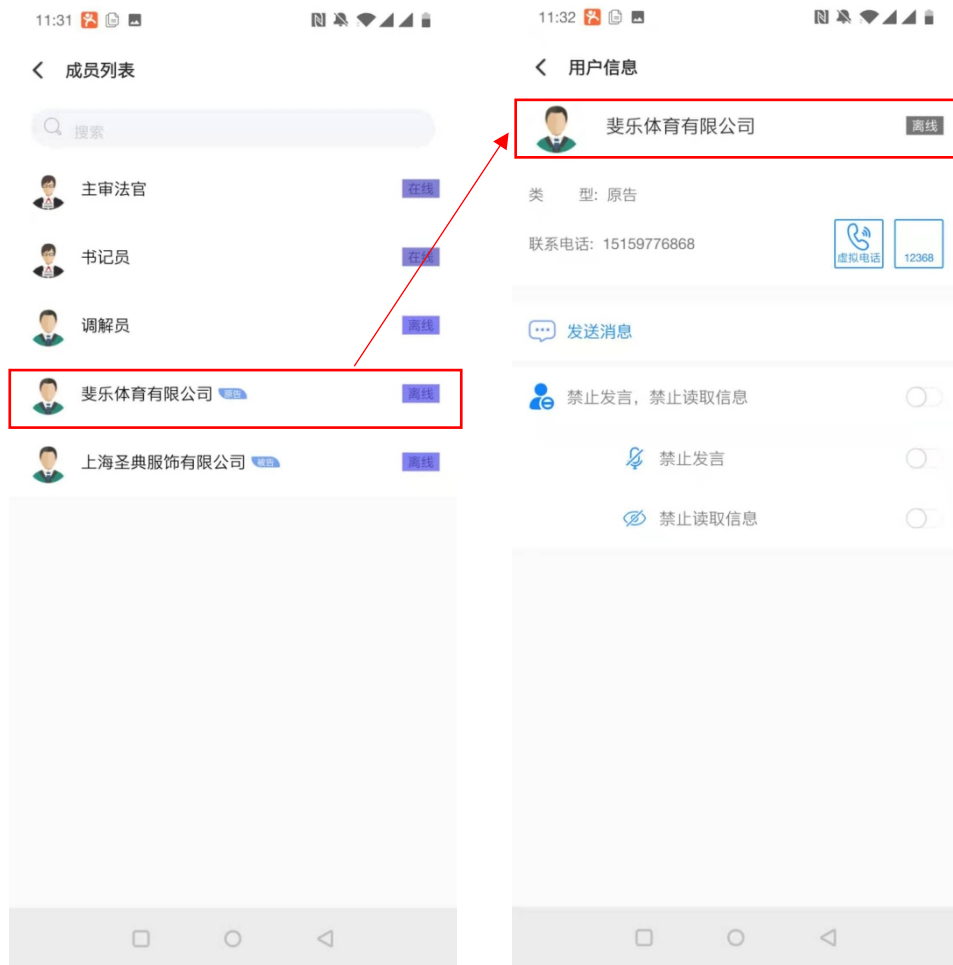 11:31
成员列表
搜索
主审法官 在线
书记员 在线
调解员 离线
斐乐体育有限公司 原告 离线
上海圣典服饰有限公司 被告 离线
11:32
用户信息
斐乐体育有限公司 离线
类 型: 原告
联系电话: 15159776868
虚拟电话 12368
发送消息
禁止发言，禁止读取信息
禁止发言
禁止读取信息